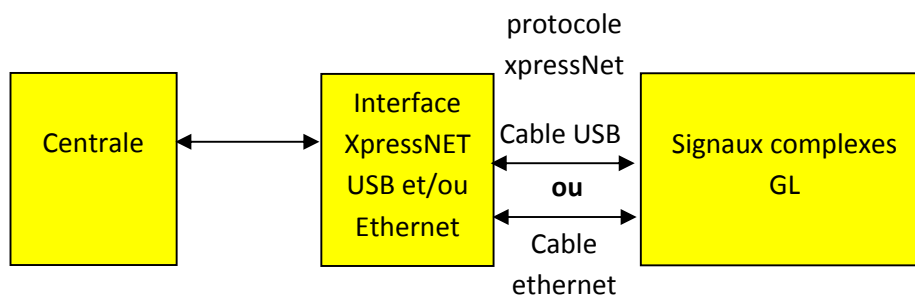 Centrale
Interface
XpressNET
USB et/ou
Ethernet
protocole
xpressNet
Cable USB
ou
Cable
ethernet
Signaux complexes
GL